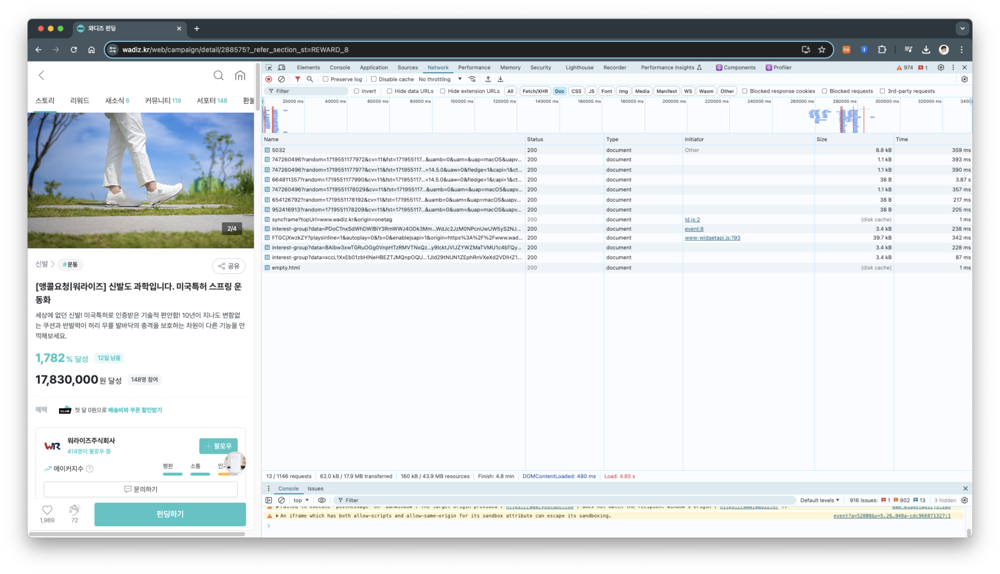 wa 와디즈 펀딩
wadiz.kr/web/campaign/detail/288575?_refer_section_st=REWARD_8
스토리 리워드 새소식 6 커뮤니티 119 서포터 148 환불
2/4
신발 #운동 공유
[앵콜요청|워라이즈] 신발도 과학입니다. 미국특허 스프링 운
동화
세상에 없던 신발! 미국특허로 인증받은 기술적 편안함! 10년이 지나도 변함없
는 쿠션과 반발력이 허리 무릎 발바닥의 충격을 보호하는 차원이 다른 기능을 만
끽해보세요.
1,782 % 달성 12일 남음
17,830,000 원 달성 148명 참여
혜택 CLUB 첫 달 0원으로 배송비와 쿠폰 할인받기
WR 워라이즈주식회사
414명이 팔로우 중
+ 팔로우
메이커지수 ? 평판 소통
문의하기
1,989 72 펀딩하기
Elements Console Application Sources Network Performance Memory Security Lighthouse Recorder Performance insights Components Profiler 974 1
Preserve log Disable cache No throttling
Filter Invert Hide data URLs Hide extension URLs All Fetch/XHR Doc CSS JS Font Img Media Manifest WS Wasm Other Blocked response cookies Blocked requests 3rd-party requests
20000 ms 40000 ms 60000 ms 80000 ms 100000 ms 120000 ms 140000 ms 160000 ms 180000 ms 200000 ms 220000 ms 240000 ms 260000 ms 280000 ms 300000 ms 320000 ms 3400
Name Status Type Initiator Size Time
5032 200 document Other 8.8 kB 359 ms
747260496?random=1719551177972&cv=11&fst=171955117...&uamb=0&uam=&uap=macOS&uapv... 200 document 1.1 kB 393 ms
747260496?random=1719551177977&cv=11&fst=171955117...=14.5.0&uaw=0&fledge=1&capi=1&ct... 200 document 1.1 kB 390 ms
664811357?random=1719551177990&cv=11&fst=171955117...=14.5.0&uaw=0&fledge=1&capi=1&ct... 200 document 38 B 3.87 s
747260496?random=1719551178029&cv=11&fst=171955117...&uamb=0&uam=&uap=macOS&uapv... 200 document 1.1 kB 357 ms
654126792?random=1719551178192&cv=11&fst=171955117...&uamb=0&uam=&uap=macOS&uapv... 200 document 38 B 217 ms
952416913?random=1719551178209&cv=11&fst=171955117...&uamb=0&uam=&uap=macOS&uapv... 200 document 38 B 205 ms
syncframe?topUrl=www.wadiz.kr&origin=onetag 200 document ld.js:2 (disk cache) 1 ms
interest-group?data=PDoCTnxSdWhDWlBiY3RmWWJ4ODk3Mm...WdJc2JzM0NPcnUwUW5yS2NJ... 200 document event:8 3.4 kB 238 ms
FTGCjXwzkZY?playsinline=1&autoplay=0&fs=0&enablejsapi=1&origin=https%3A%2F%2Fwww.wad... 200 document www-widgetapi.js:193 39.7 kB 342 ms
interest-group?data=BAibw3xwTGRuOGg0VnpHTzRMVTNxQz...y9lcktJVlJZYWZMaTVMU1c4bTQy... 200 document 3.4 kB 228 ms
interest-group?data=xccL1XxEb01zbHlNeHBEZTJMQnpOQU...1Jld29tNUN1ZEphRnVXeXd2VDlHZ1... 200 document 3.4 kB 87 ms
empty.html 200 document (disk cache) 1 ms
13 / 1146 requests 62.0 kB / 17.9 MB transferred 160 kB / 43.9 MB resources Finish: 4.8 min DOMContentLoaded: 480 ms Load: 4.85 s
Console Issues
top Filter Default levels 916 Issues: 1 902 13 3 hidden
Failed to execute 'postMessage' on 'DOMWindow': The target origin provided ('https://www.youtube.com') does not match the recipient window's origin ('https://www.wadiz.kr'). www-widgetapi.js:200
An iframe which has both allow-scripts and allow-same-origin for its sandbox attribute can escape its sandboxing. event?a=52808&v=5.26…948a-cdc966871327:1